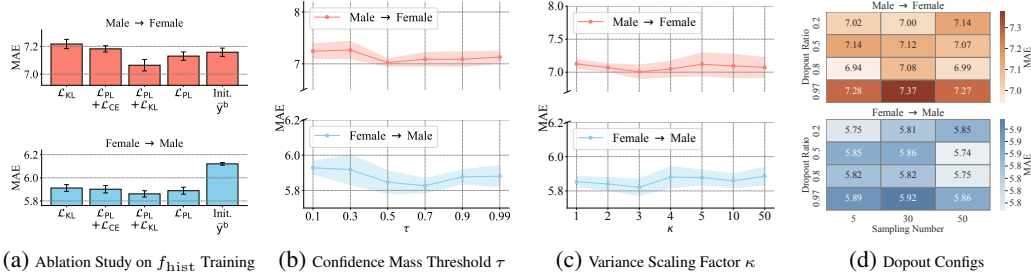 Male → Female
MAE
7.2
7.0
ℒKL
ℒPL +ℒCE
ℒPL +ℒKL
ℒPL
Init. ȳᵇ
Female → Male
MAE
6.2
6.0
5.8
ℒKL
ℒPL +ℒCE
ℒPL +ℒKL
ℒPL
Init. ȳᵇ
(a) Ablation Study on fhist Training
8
7
Male → Female
MAE
6.2
6.0
5.8
Female → Male
0.1 0.3 0.5 0.7 0.9 0.99
τ
(b) Confidence Mass Threshold τ
8.0
7.0
Male → Female
MAE
6.2
6.0
5.8
Female → Male
1 2 3 4 5 10 50
κ
(c) Variance Scaling Factor κ
Male → Female
Dropout Ratio
0.2 7.02 7.00 7.14
0.5 7.14 7.12 7.07
0.8 6.94 7.08 6.99
0.97 7.28 7.37 7.27
7.3
7.2
7.1
7.0
MAE
Female → Male
Dropout Ratio
0.2 5.75 5.81 5.85
0.5 5.85 5.86 5.74
0.8 5.82 5.82 5.75
0.97 5.89 5.92 5.86
5.9
5.9
5.8
5.8
MAE
5 30 50
Sampling Number
(d) Dopout Configs